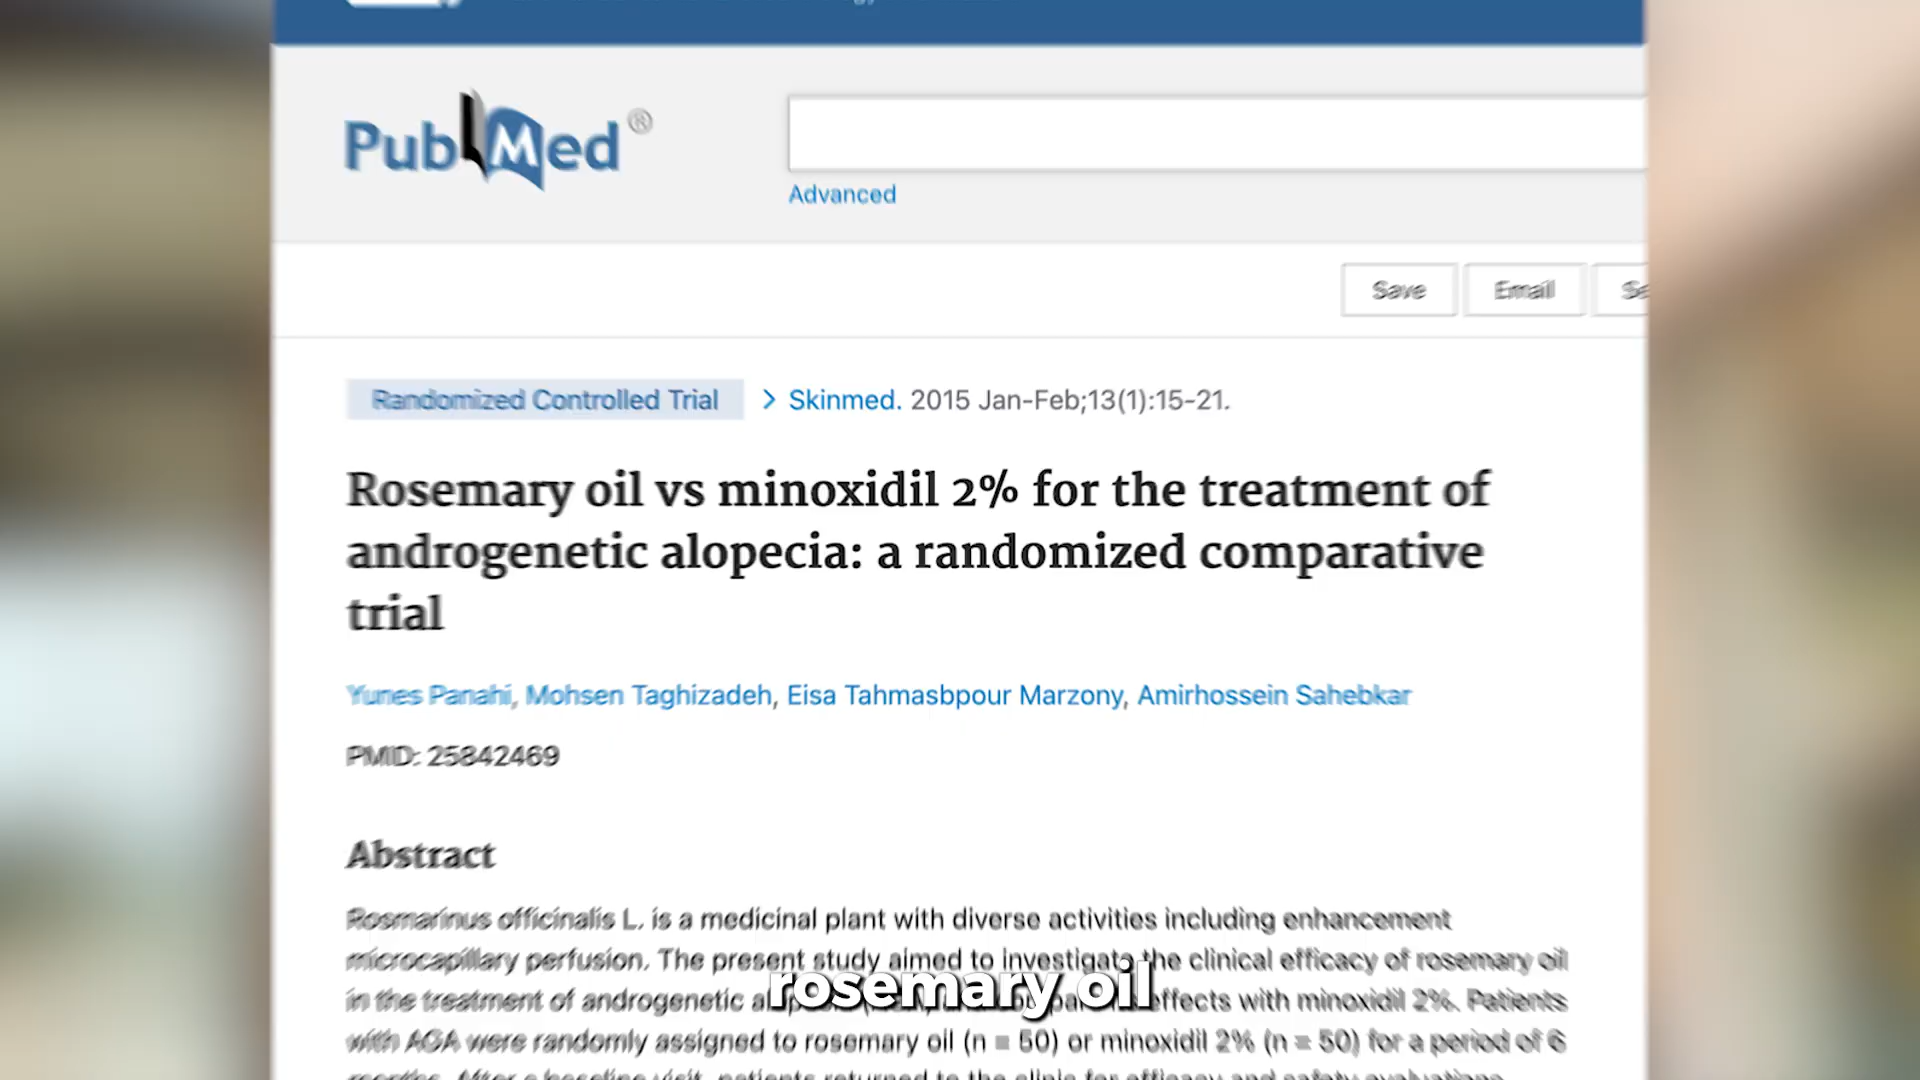 PubMed®
Advanced
Save
Email
Randomized Controlled Trial
Skinmed. 2015 Jan-Feb;13(1):15-21.
Rosemary oil vs minoxidil 2% for the treatment of
androgenetic alopecia: a randomized comparative
trial
Yunes Panahi, Mohsen Taghizadeh, Eisa Tahmasbpour Marzony, Amirhossein Sahebkar
PMID: 25842469
Abstract
Rosmarinus officinalis L. is a medicinal plant with diverse activities including enhancement
microcapillary perfusion. The present study aimed to investigate the clinical efficacy of rosemary oil
in the treatment of androgenetic effects with minoxidil 2%. Patients
with AGA were randomly assigned to rosemary oil (n = 50) or minoxidil 2% (n = 50) for a period of 6
rosemary oil